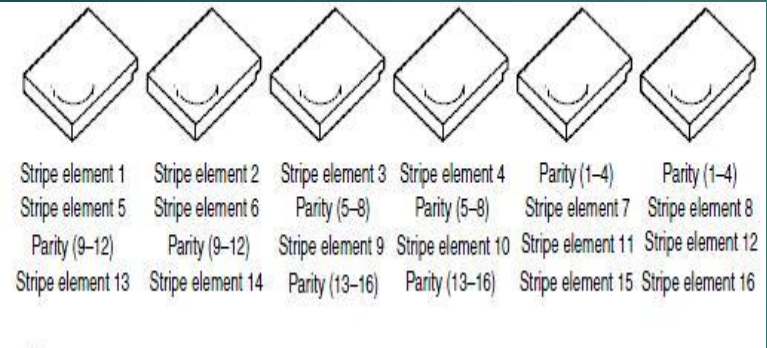 Stripe element 1 Stripe element 2 Stripe element 3 Stripe element 4 Parity (1–4) Parity (1–4)
Stripe element 5 Stripe element 6 Parity (5–8) Parity (5–8) Stripe element 7 Stripe element 8
Parity (9–12) Parity (9–12) Stripe element 9 Stripe element 10 Stripe element 11 Stripe element 12
Stripe element 13 Stripe element 14 Parity (13–16) Parity (13–16) Stripe element 15 Stripe element 16